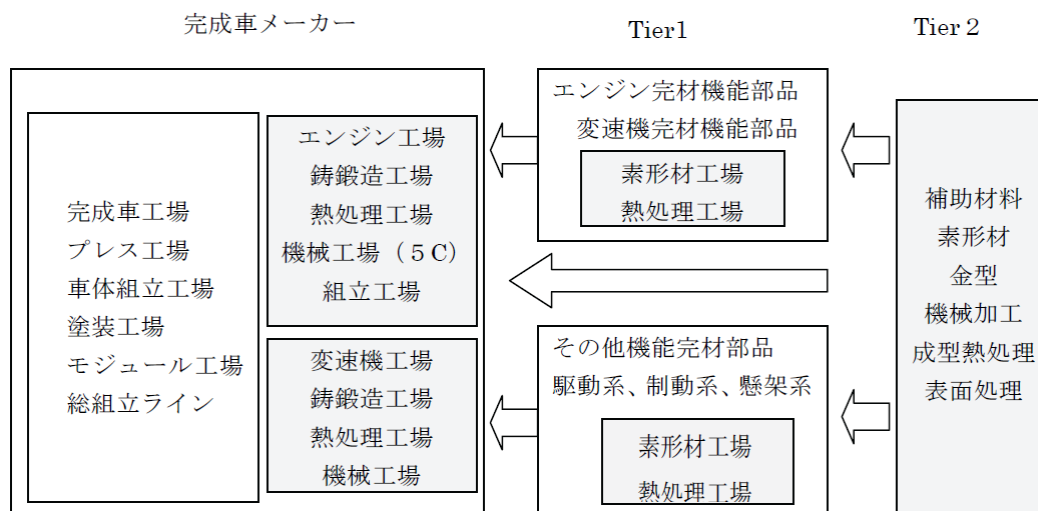 完成車メーカー
Tier1
Tier 2
完成車工場
プレス工場
車体組立工場
塗装工場
モジュール工場
総組立ライン
エンジン工場
鋳鍛造工場
熱処理工場
機械工場（５C）
組立工場
変速機工場
鋳鍛造工場
熱処理工場
機械工場
エンジン完材機能部品
変速機完材機能部品
素形材工場
熱処理工場
その他機能完材部品
駆動系、制動系、懸架系
素形材工場
熱処理工場
補助材料
素形材
金型
機械加工
成型熱処理
表面処理